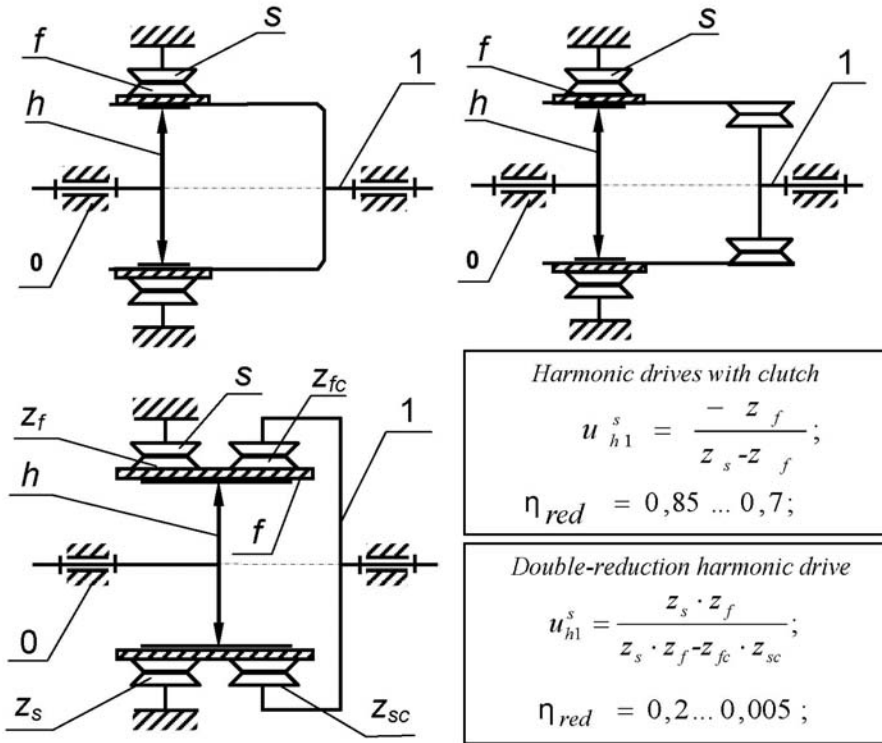 s
f
1
h
0
s
f
1
h
0
s
z_fc
z_f
1
h
f
0
z_s
z_sc
Harmonic drives with clutch
u^s_h1 = − z_f / z_s - z_f ;
η_red = 0,85 ... 0,7;
Double-reduction harmonic drive
u^s_h1 = z_s · z_f / z_s · z_f - z_fc · z_sc ;
η_red = 0,2... 0,005 ;